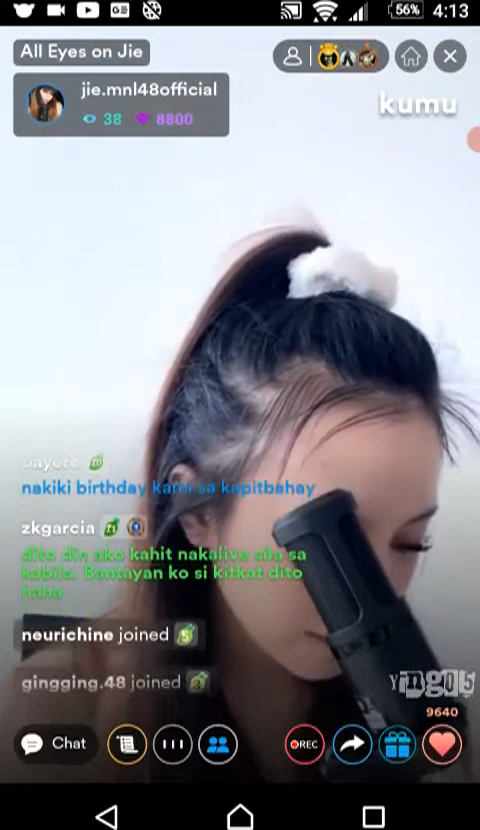 56% 4:13
All Eyes on Jie
jie.mnl48official
38 8800
kumu
nakiki birthday kami sa kapitbahay
zkgarcia
dito din ako kahit nakalive sila sa
kabila. Bantayan ko si kitkat dito
haha
neurichine joined 5
gingging.48 joined
Ying05
9640
Chat
REC